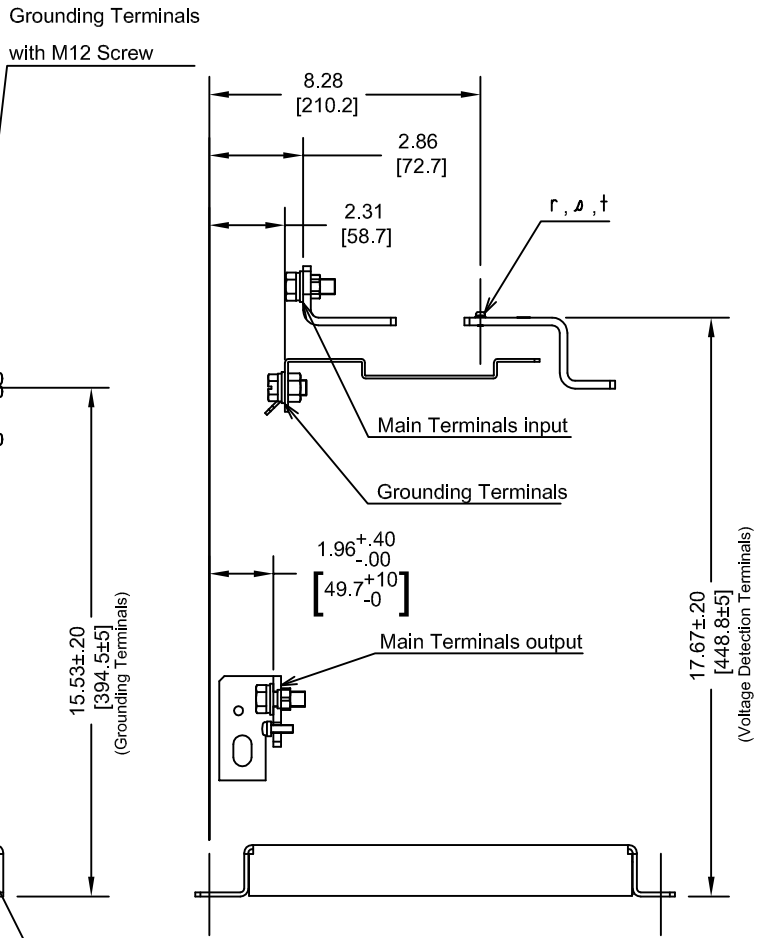 Grounding Terminals
with M12 Screw
8.28
[210.2]
2.86
[72.7]
2.31
[58.7]
r , s , t
Main Terminals input
Grounding Terminals
1.96+.40
-.00
[49.7+10
-0]
Main Terminals output
15.53±.20
[394.5±5]
(Grounding Terminals)
17.67±.20
[448.8±5]
(Voltage Detection Terminals)